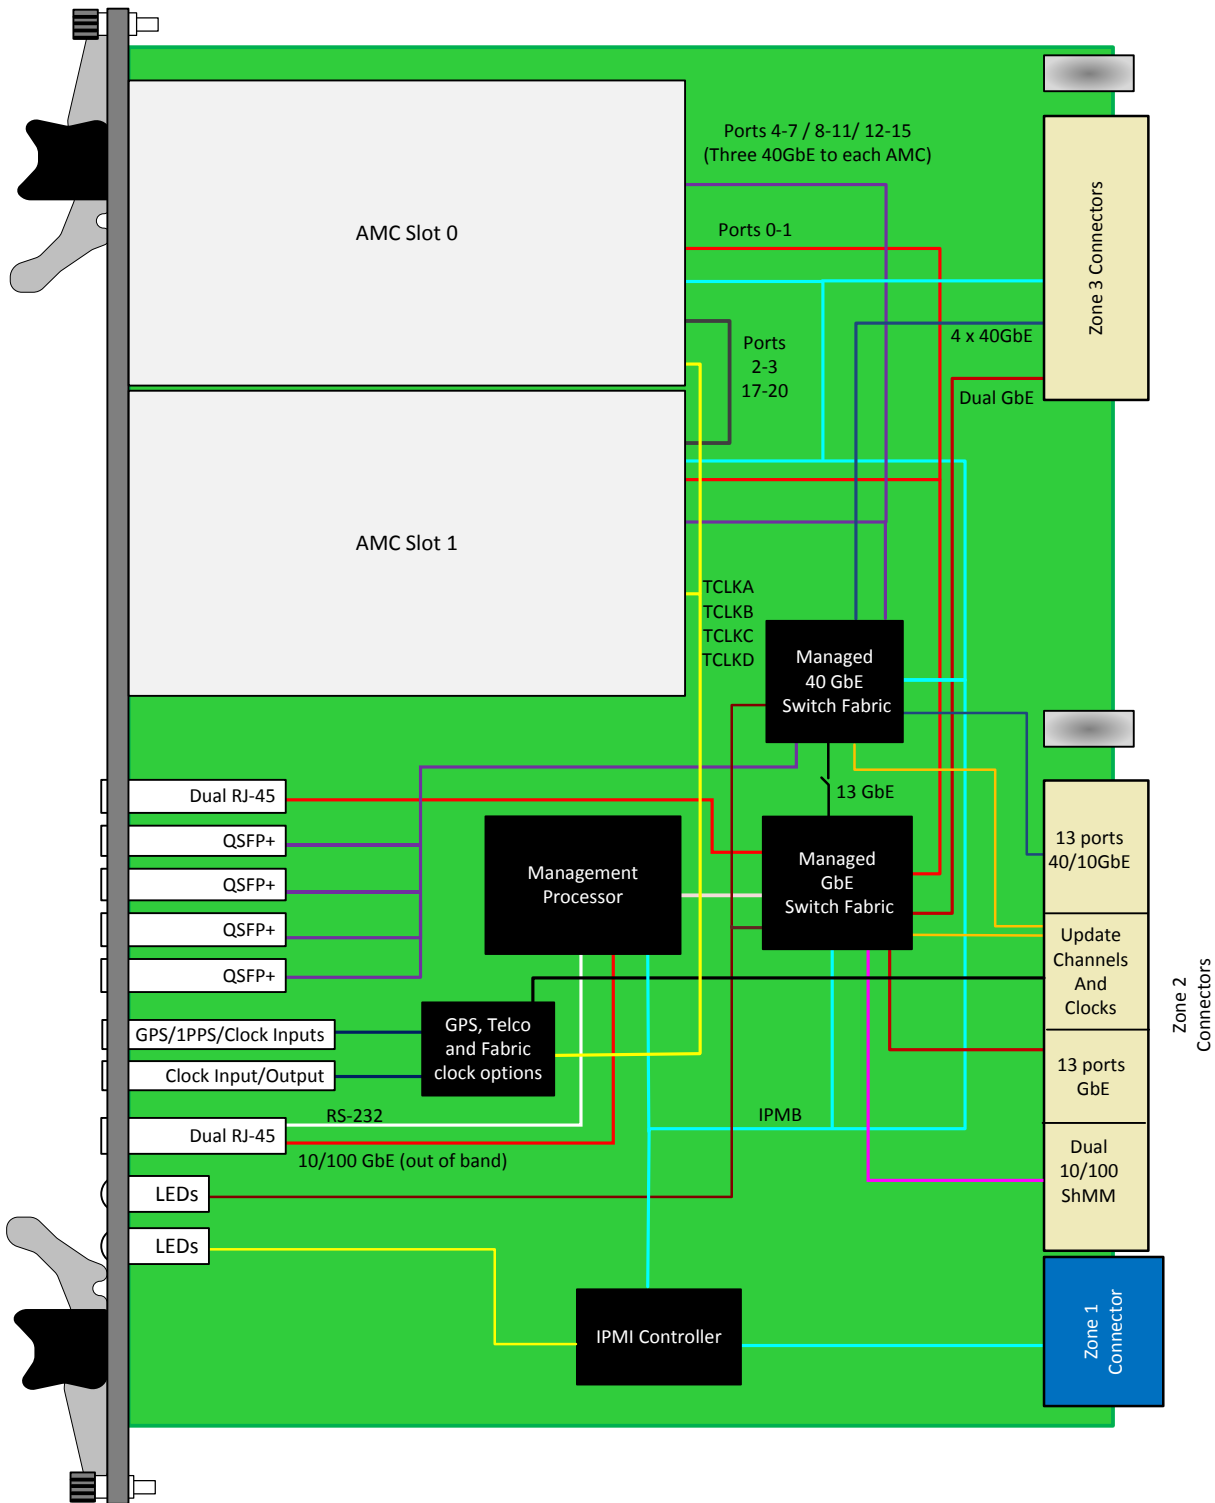 Ports 4-7 / 8-11/ 12-15
(Three 40GbE to each AMC)
AMC Slot 0
Ports 0-1
Zone 3 Connectors
4 x 40GbE
Ports
2-3
17-20
Dual GbE
AMC Slot 1
TCLKA
TCLKB
TCLKC
TCLKD
Managed
40 GbE
Switch Fabric
Dual RJ-45
13 GbE
QSFP+
QSFP+
QSFP+
QSFP+
Management
Processor
Managed
GbE
Switch Fabric
13 ports
40/10GbE
Update
Channels
And
Clocks
13 ports
GbE
Dual
10/100
ShMM
Zone 2
Connectors
GPS/1PPS/Clock Inputs
Clock Input/Output
GPS, Telco
and Fabric
clock options
RS-232
Dual RJ-45
10/100 GbE (out of band)
IPMB
LEDs
LEDs
IPMI Controller
Zone 1
Connector